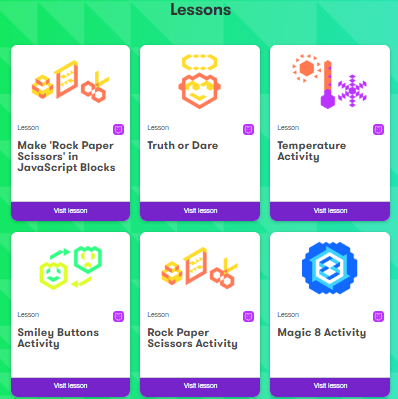 Lessons
Lesson
Make 'Rock Paper
Scissors' in
JavaScript Blocks
Visit lesson
Lesson
Truth or Dare
Visit lesson
Lesson
Temperature
Activity
Visit lesson
Lesson
Smiley Buttons
Activity
Visit lesson
Lesson
Rock Paper
Scissors Activity
Visit lesson
Lesson
Magic 8 Activity
Visit lesson